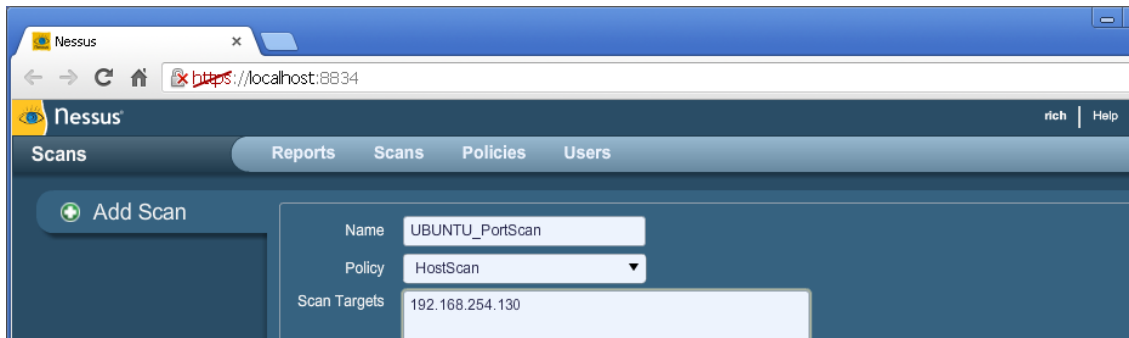 Nessus
https://localhost:8834
nessus
rich Help
Scans
Reports Scans Policies Users
Add Scan
Name UBUNTU_PortScan
Policy HostScan
Scan Targets 192.168.254.130